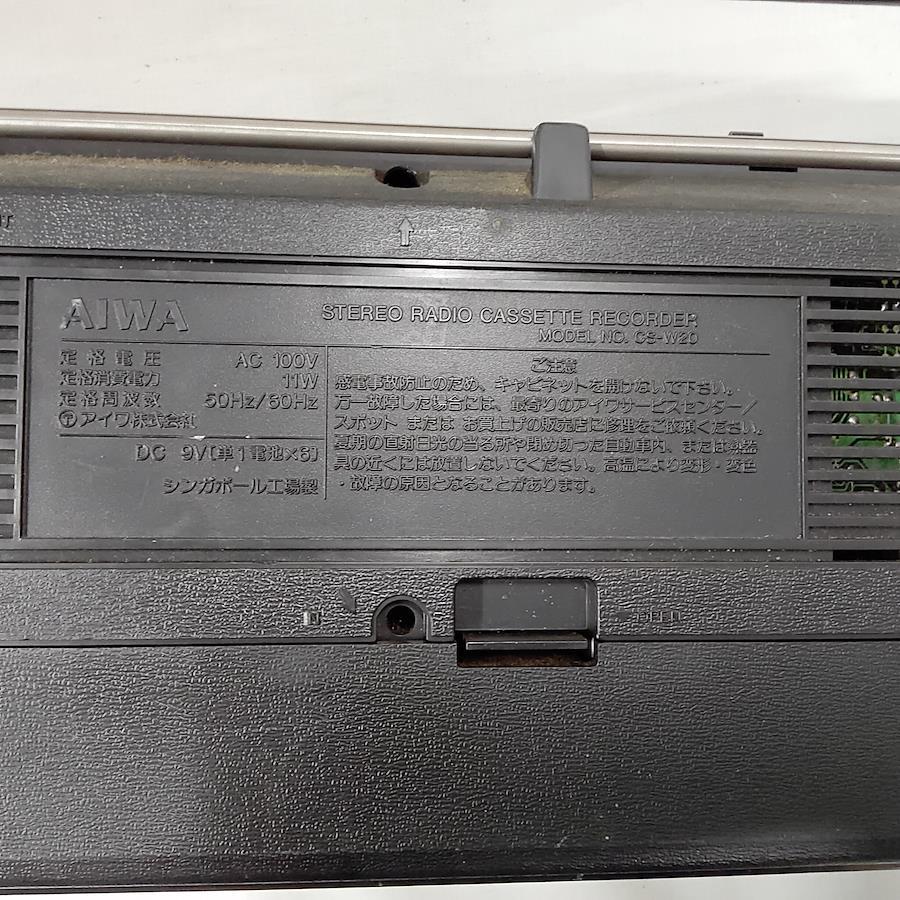 AIWA
STEREO RADIO CASSETTE RECORDER
MODEL NO. CS-W20
定格電圧 AC 100V
定格消費電力 11W
定格周波数 50Hz/60Hz
〒アイワ株式会社
DC 9V[単1電池×6]
シンガポール工場製
ご注意
感電事故防止のため、キャビネットを開けないで下さい。・
万一故障した場合には、最寄りのアイワサービスセンター/
スポット または お買上げの販売店に修理をご依頼ください。
夏期の直射日光の当る所や閉め切った自動車内、または熱器
具の近くには放置しないでください。高温により変形・変色
・故障の原因となることがあります。
OPEN